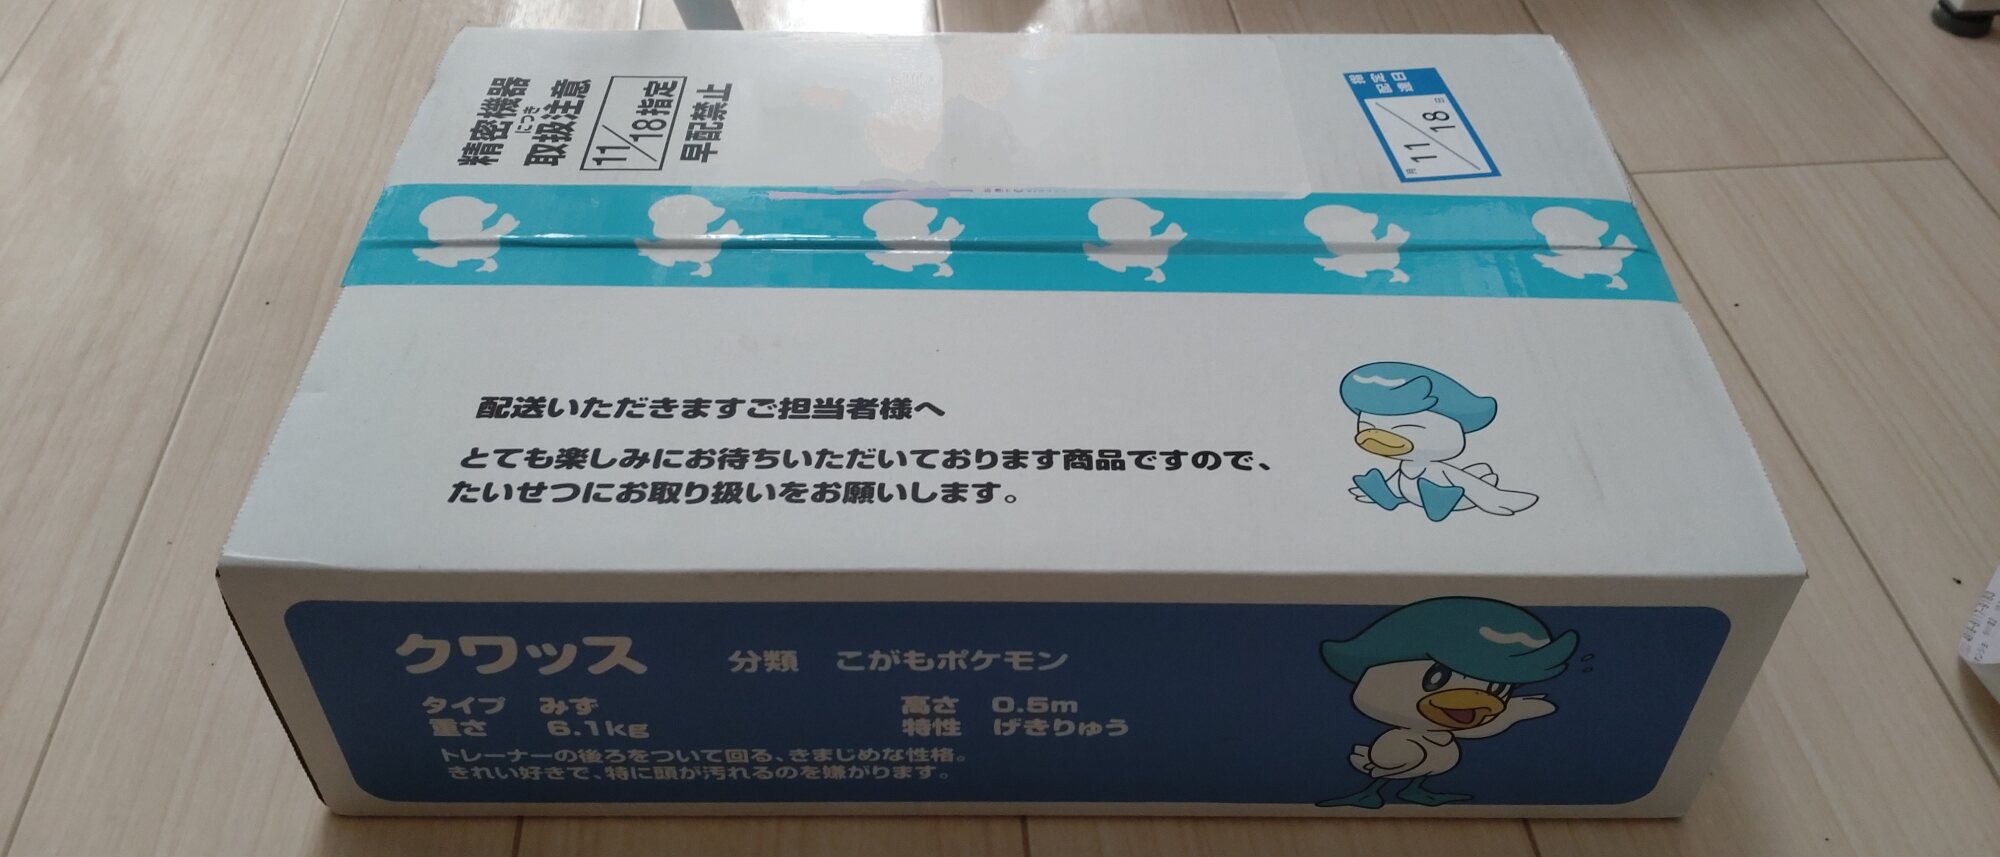 精密機器
につき
取扱注意
11/18指定
早配禁止
指定日
配達
月 11/18 日
配送いただきますご担当者様へ
とても楽しみにお待ちいただいております商品ですので、
たいせつにお取り扱いをお願いします。
クワッス 分類 こがもポケモン
タイプ みず 高さ 0.5m
重さ 6.1kg 特性 げきりゅう
トレーナーの後ろをついて回る、きまじめな性格。
きれい好きで、特に頭が汚れるのを嫌がります。